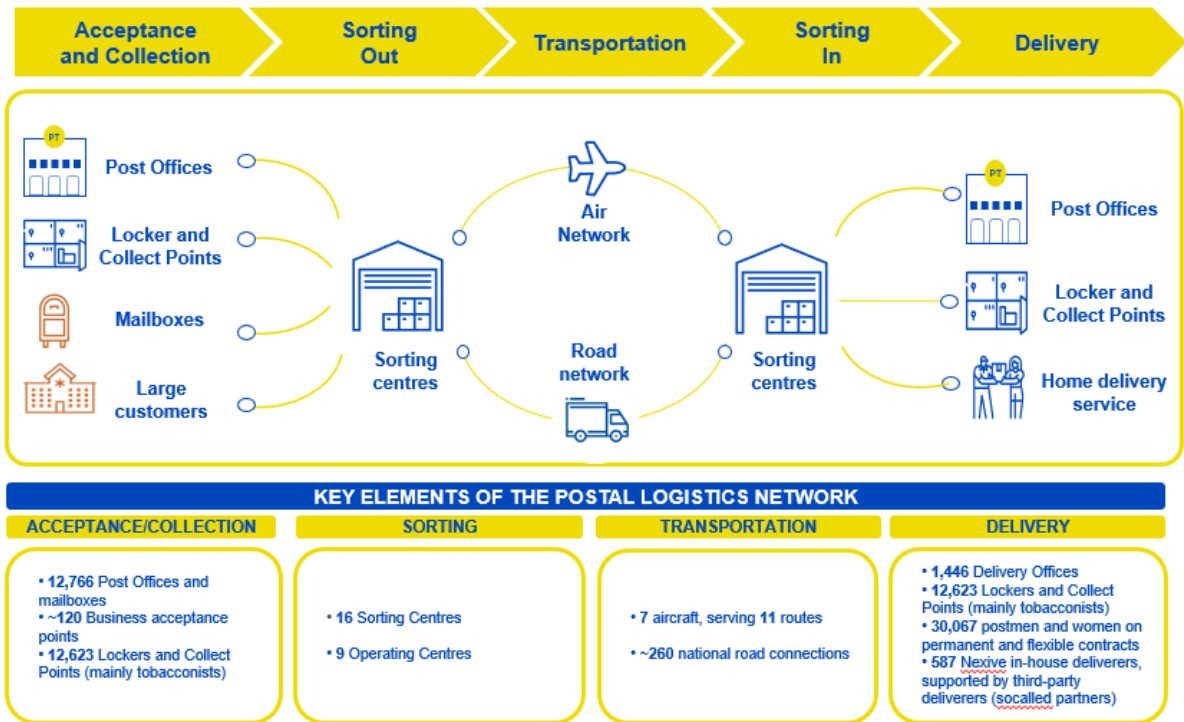 Acceptance
and Collection
Sorting
Out
Transportation
Sorting
In
Delivery
PT
Post Offices
Locker and
Collect Points
Mailboxes
Large
customers
Sorting
centres
Air
Network
Road
network
Sorting
centres
PT
Post Offices
Locker and
Collect Points
Home delivery
service
KEY ELEMENTS OF THE POSTAL LOGISTICS NETWORK
ACCEPTANCE/COLLECTION
• 12,766 Post Offices and
mailboxes
• ~120 Business acceptance
points
• 12,623 Lockers and Collect
Points (mainly tobacconists)
SORTING
• 16 Sorting Centres
• 9 Operating Centres
TRANSPORTATION
• 7 aircraft, serving 11 routes
• ~260 national road connections
DELIVERY
• 1,446 Delivery Offices
• 12,623 Lockers and Collect
Points (mainly tobacconists)
• 30,067 postmen and women on
permanent and flexible contracts
• 587 Nexive in-house deliverers,
supported by third-party
deliverers (socalled partners)